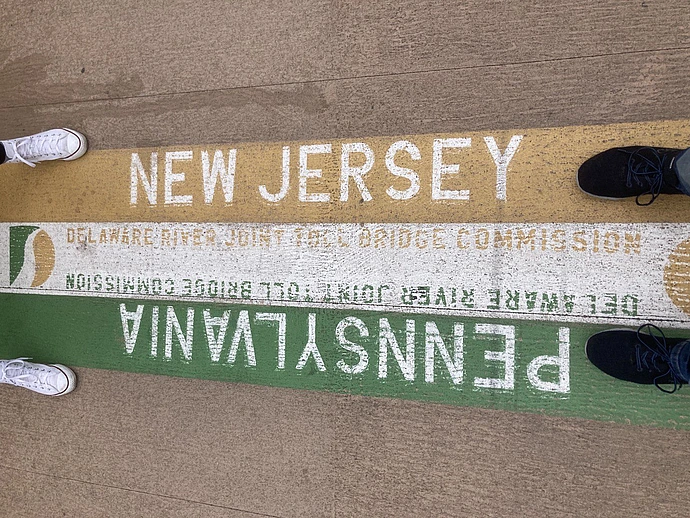 NEW JERSEY
DELAWARE RIVER JOINT TOLL BRIDGE COMMISSION
DELAWARE RIVER JOINT TOLL BRIDGE COMMISSION
PENNSYLVANIA